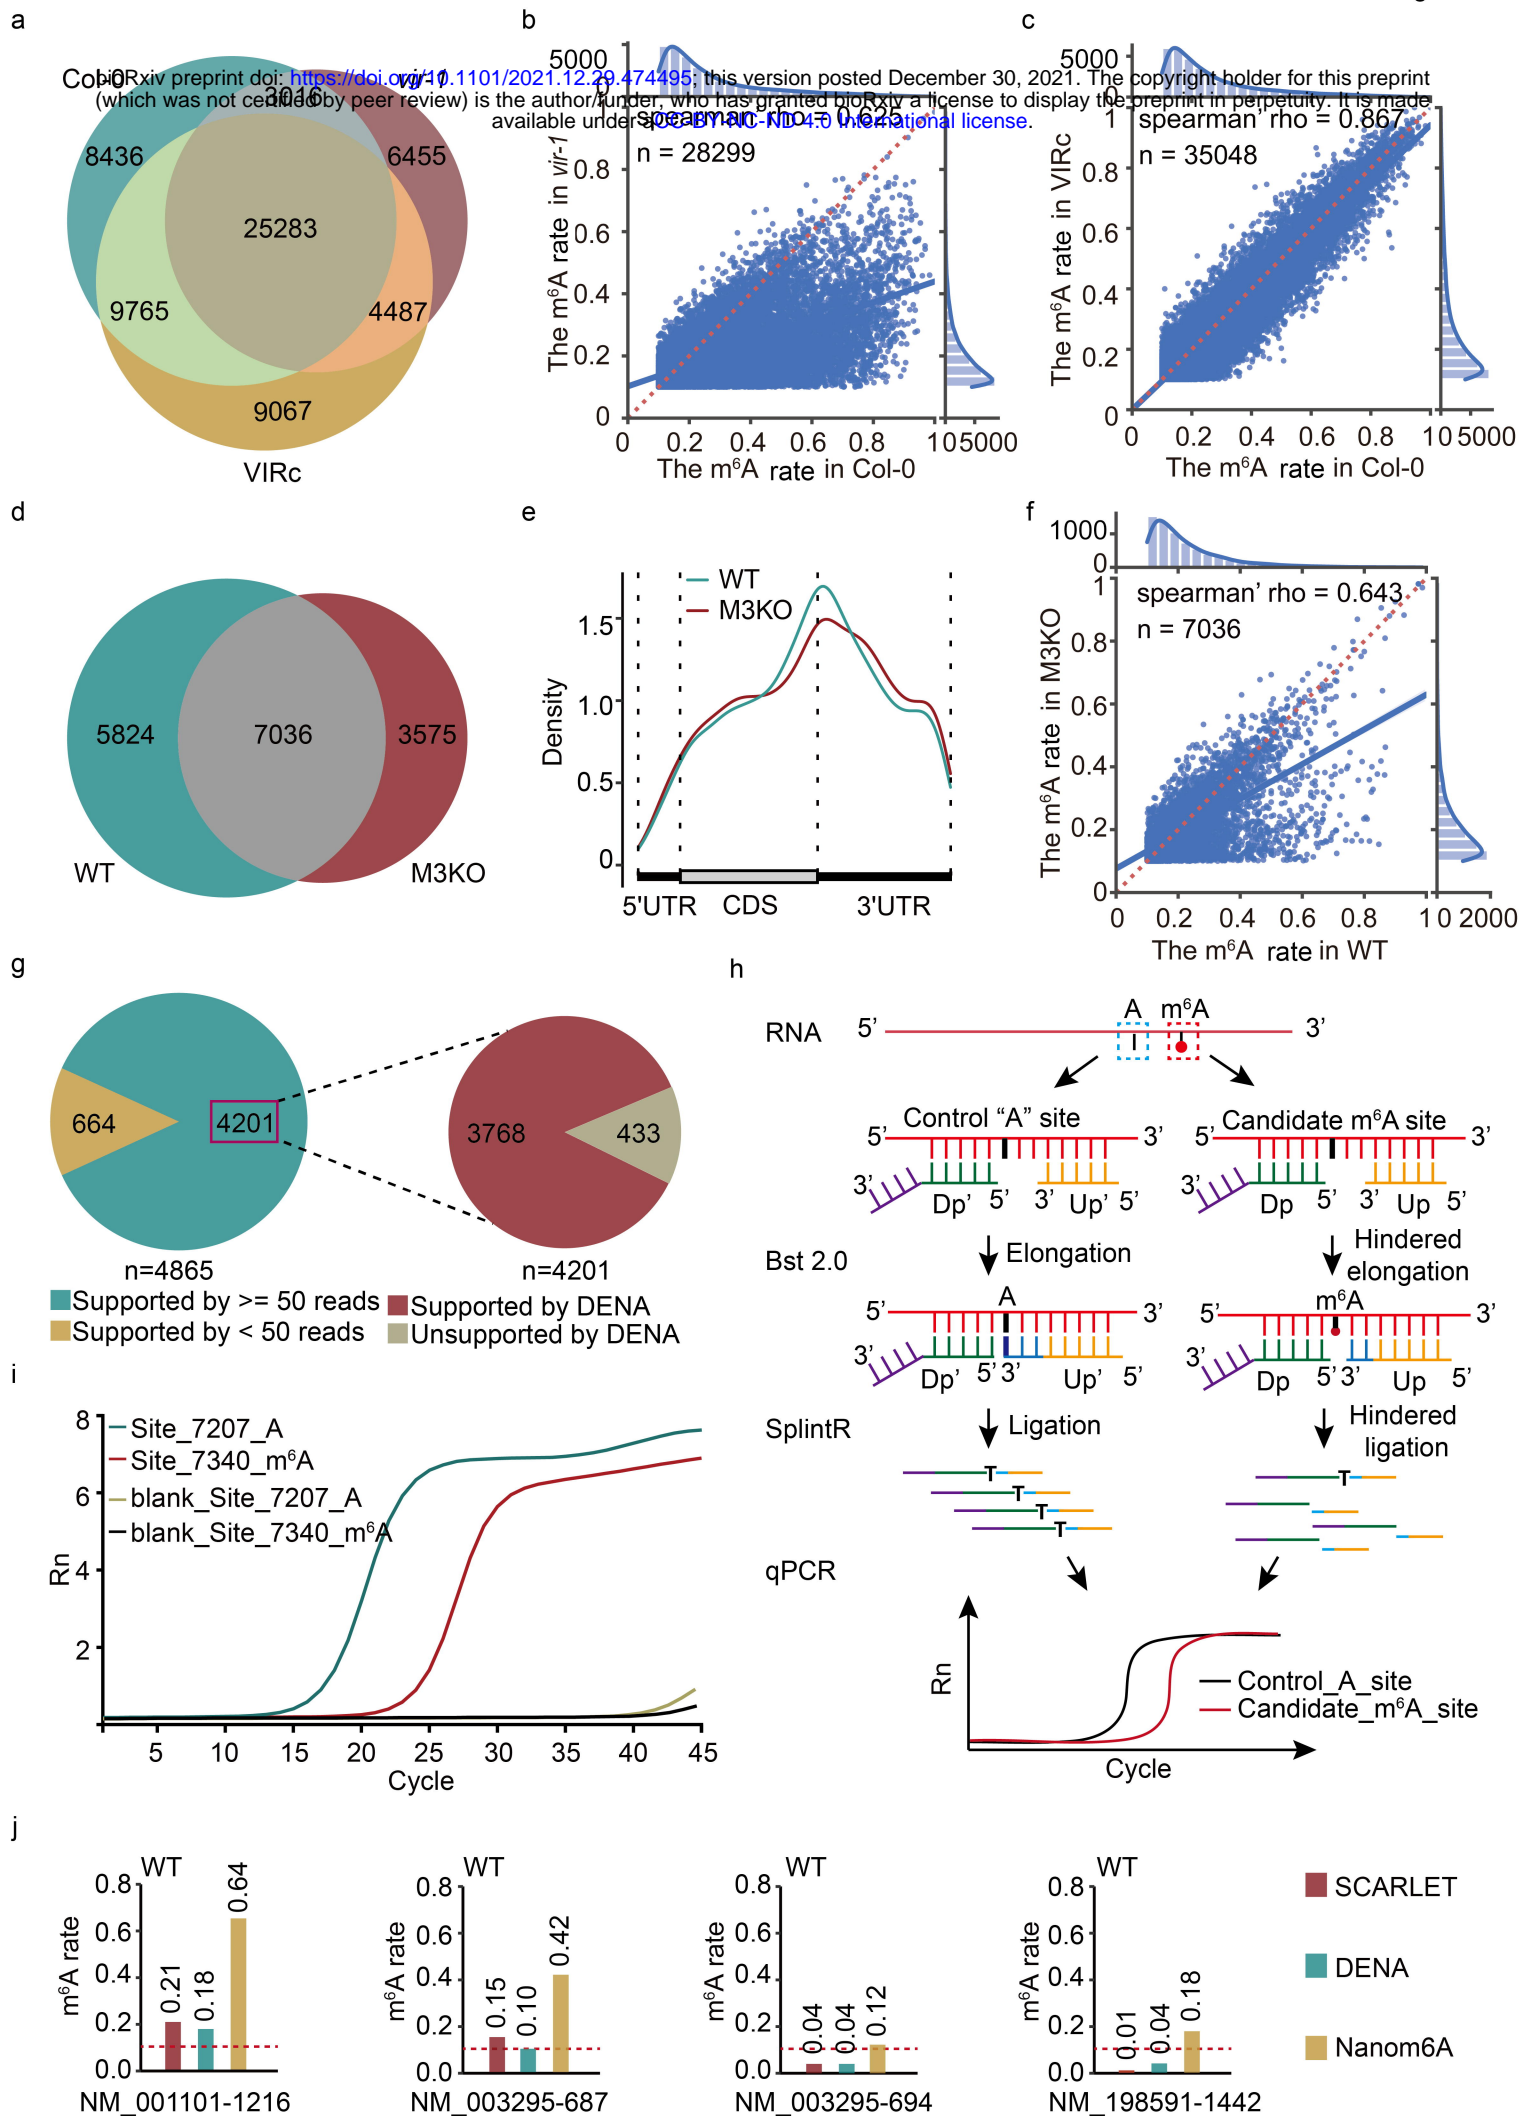 a
b
c
bioRxiv preprint doi: https://doi.org/10.1101/2021.12.29.474495; this version posted December 30, 2021. The copyright holder for this preprint
(which was not certified by peer review) is the author/funder, who has granted bioRxiv a license to display the preprint in perpetuity. It is made
available under aCC-BY-NC-ND 4.0 International license.
Col-0
vir-1
3016
8436
6455
25283
9765
4487
9067
VIRc
5000
0
spearman' rho = 0.625
n = 28299
The m⁶A rate in vir-1
0.8
0.6
0.4
0.2
0
0 0.2 0.4 0.6 0.8 1 0 5000
The m⁶A rate in Col-0
5000
0
spearman' rho = 0.867
n = 35048
The m⁶A rate in VIRc
1
0.8
0.6
0.4
0.2
0
0 0.2 0.4 0.6 0.8 1 0 5000
The m⁶A rate in Col-0
d
5824
7036
3575
WT
M3KO
e
WT
M3KO
Density
1.5
1.0
0.5
0
5'UTR CDS 3'UTR
f
1000
0
spearman' rho = 0.643
n = 7036
The m⁶A rate in M3KO
1
0.8
0.6
0.4
0.2
0
0 0.2 0.4 0.6 0.8 1 0 2000
The m⁶A rate in WT
g
664
4201
3768
433
n=4865
n=4201
Supported by >= 50 reads
Supported by < 50 reads
Supported by DENA
Unsupported by DENA
h
A m⁶A
RNA 5’ 3’
Control “A” site
5’ 3’
3’ Dp’ 5’ 3’ Up’ 5’
Candidate m⁶A site
5’ 3’
3’ Dp 5’ 3’ Up 5’
Bst 2.0
Elongation
Hindered
elongation
A
5’ 3’
3’ Dp’ 5’ 3’ Up’ 5’
m⁶A
5’ 3’
3’ Dp 5’ 3’ Up 5’
SplintR
Ligation
Hindered
ligation
T
T
T
T
T
qPCR
Rn
Control_A_site
Candidate_m⁶A_site
Cycle
i
Site_7207_A
Site_7340_m⁶A
blank_Site_7207_A
blank_Site_7340_m⁶A
Rn
8
6
4
2
5 10 15 20 25 30 35 40 45
Cycle
j
WT
m⁶A rate
0.8
0.6
0.4
0.2
0.0
0.21
0.18
0.64
NM_001101-1216
WT
m⁶A rate
0.8
0.6
0.4
0.2
0.0
0.15
0.10
0.42
NM_003295-687
WT
m⁶A rate
0.8
0.6
0.4
0.2
0.0
0.04
0.04
0.12
NM_003295-694
WT
m⁶A rate
0.8
0.6
0.4
0.2
0.0
0.01
0.04
0.18
NM_198591-1442
SCARLET
DENA
Nanom6A